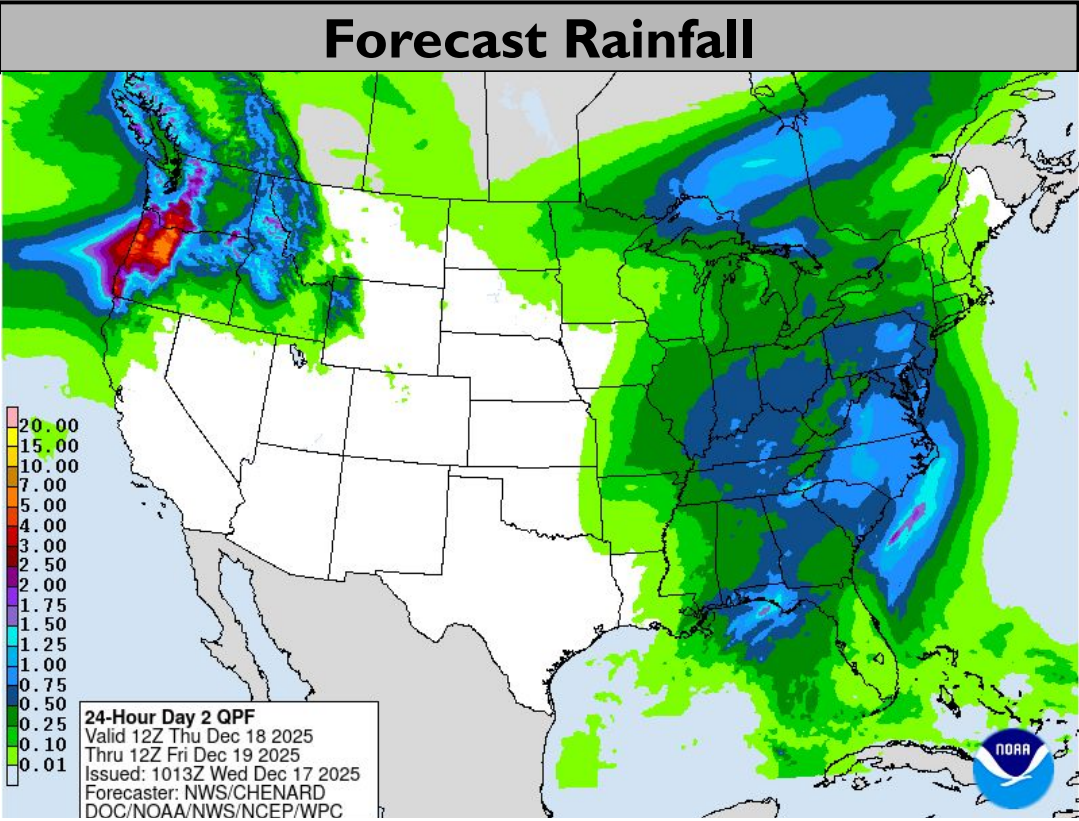 Forecast Rainfall
20.00
15.00
10.00
7.00
5.00
4.00
3.00
2.50
2.00
1.75
1.50
1.25
1.00
0.75
0.50
0.25
0.10
0.01
24-Hour Day 2 QPF
Valid 12Z Thu Dec 18 2025
Thru 12Z Fri Dec 19 2025
Issued: 1013Z Wed Dec 17 2025
Forecaster: NWS/CHENARD
DOC/NOAA/NWS/NCEP/WPC
NOAA